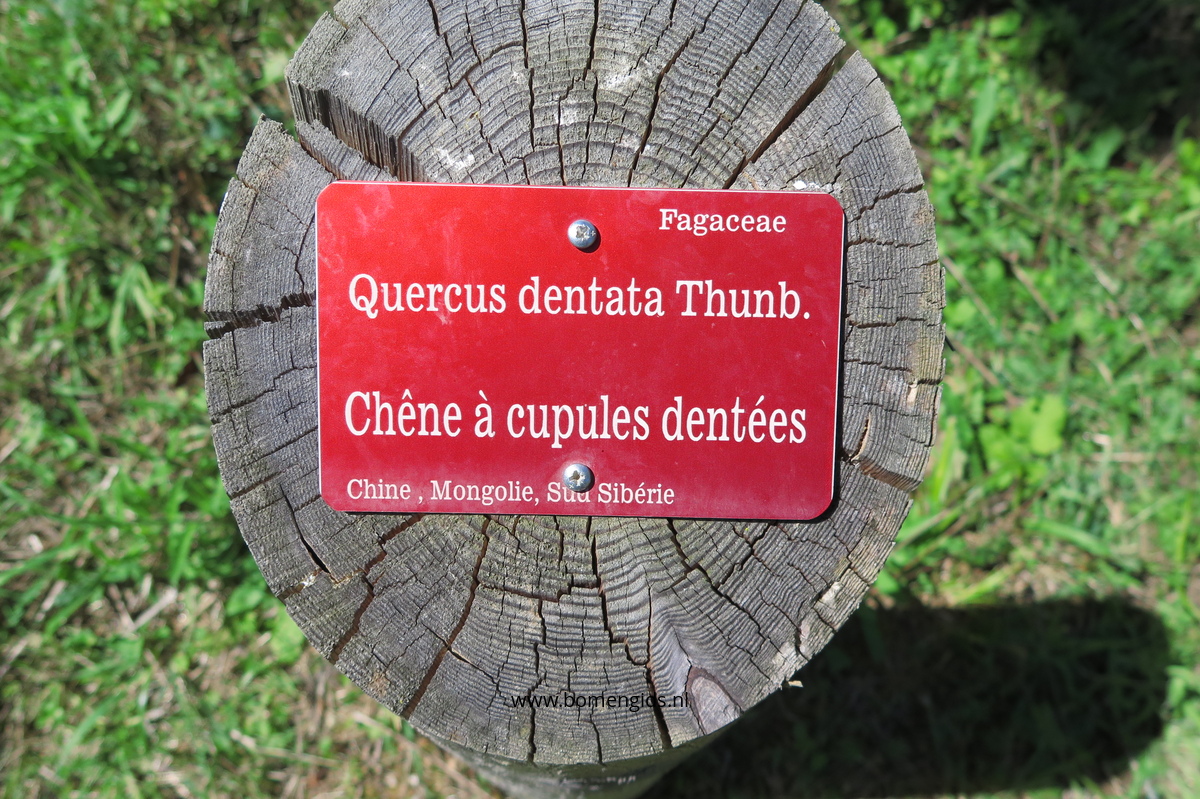 Fagaceae
Quercus dentata Thunb.
Chêne à cupules dentées
Chine , Mongolie, Sud Sibérie
www.bomengids.nl